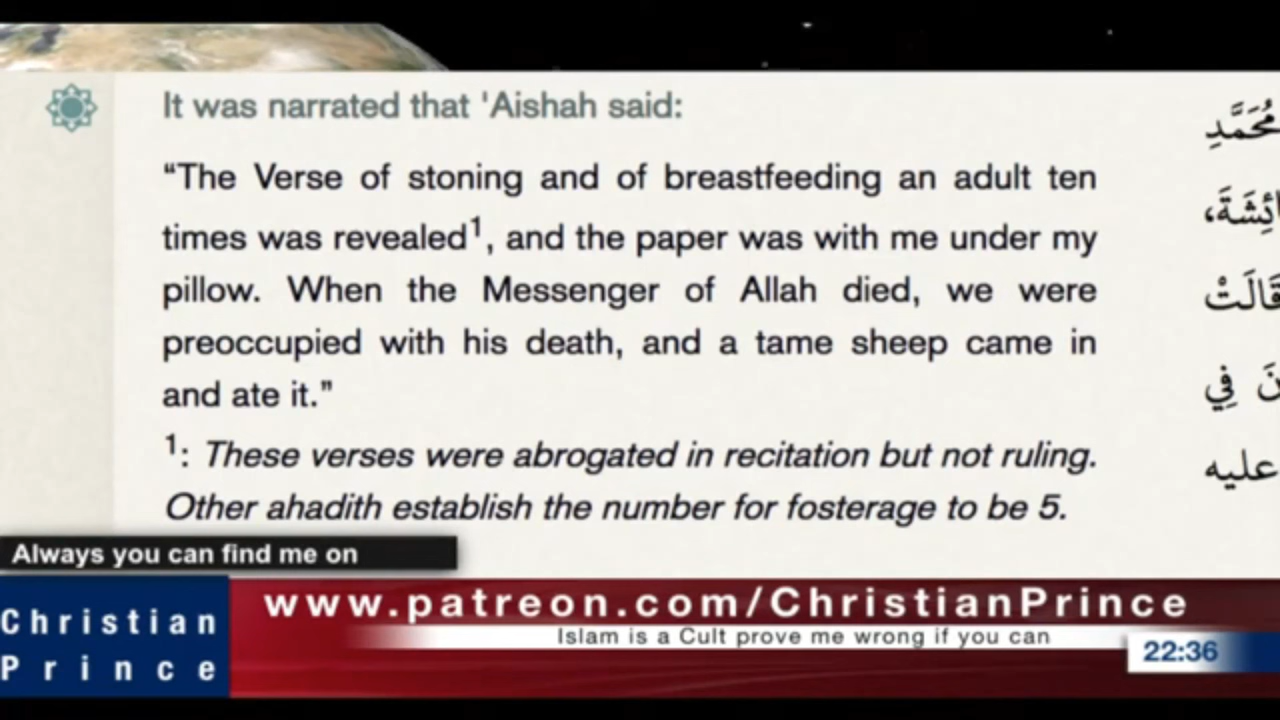 It was narrated that 'Aishah said:
“The Verse of stoning and of breastfeeding an adult ten
times was revealed¹, and the paper was with me under my
pillow. When the Messenger of Allah died, we were
preoccupied with his death, and a tame sheep came in
and ate it.”
¹: These verses were abrogated in recitation but not ruling.
Other ahadith establish the number for fosterage to be 5.
مُحَمَّدِ
قَالَتْ
فِي
عليه
Always you can find me on
Christian
Prince
www.patreon.com/ChristianPrince
Islam is a Cult prove me wrong if you can
22:36